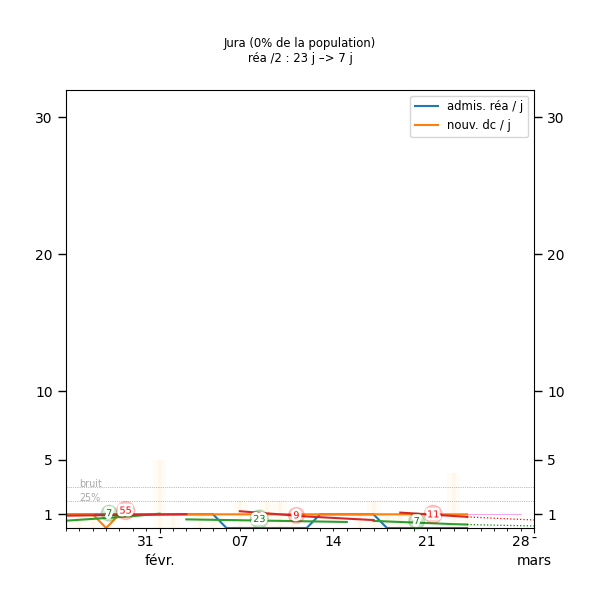 Jura (0% de la population)
réa /2 : 23 j –> 7 j
admis. réa / j
nouv. dc / j
30 30
20 20
10 10
5 5
bruit
25%
7 55 23 9 7 11
1 1
31 - 07 14 21 28 -
févr. mars